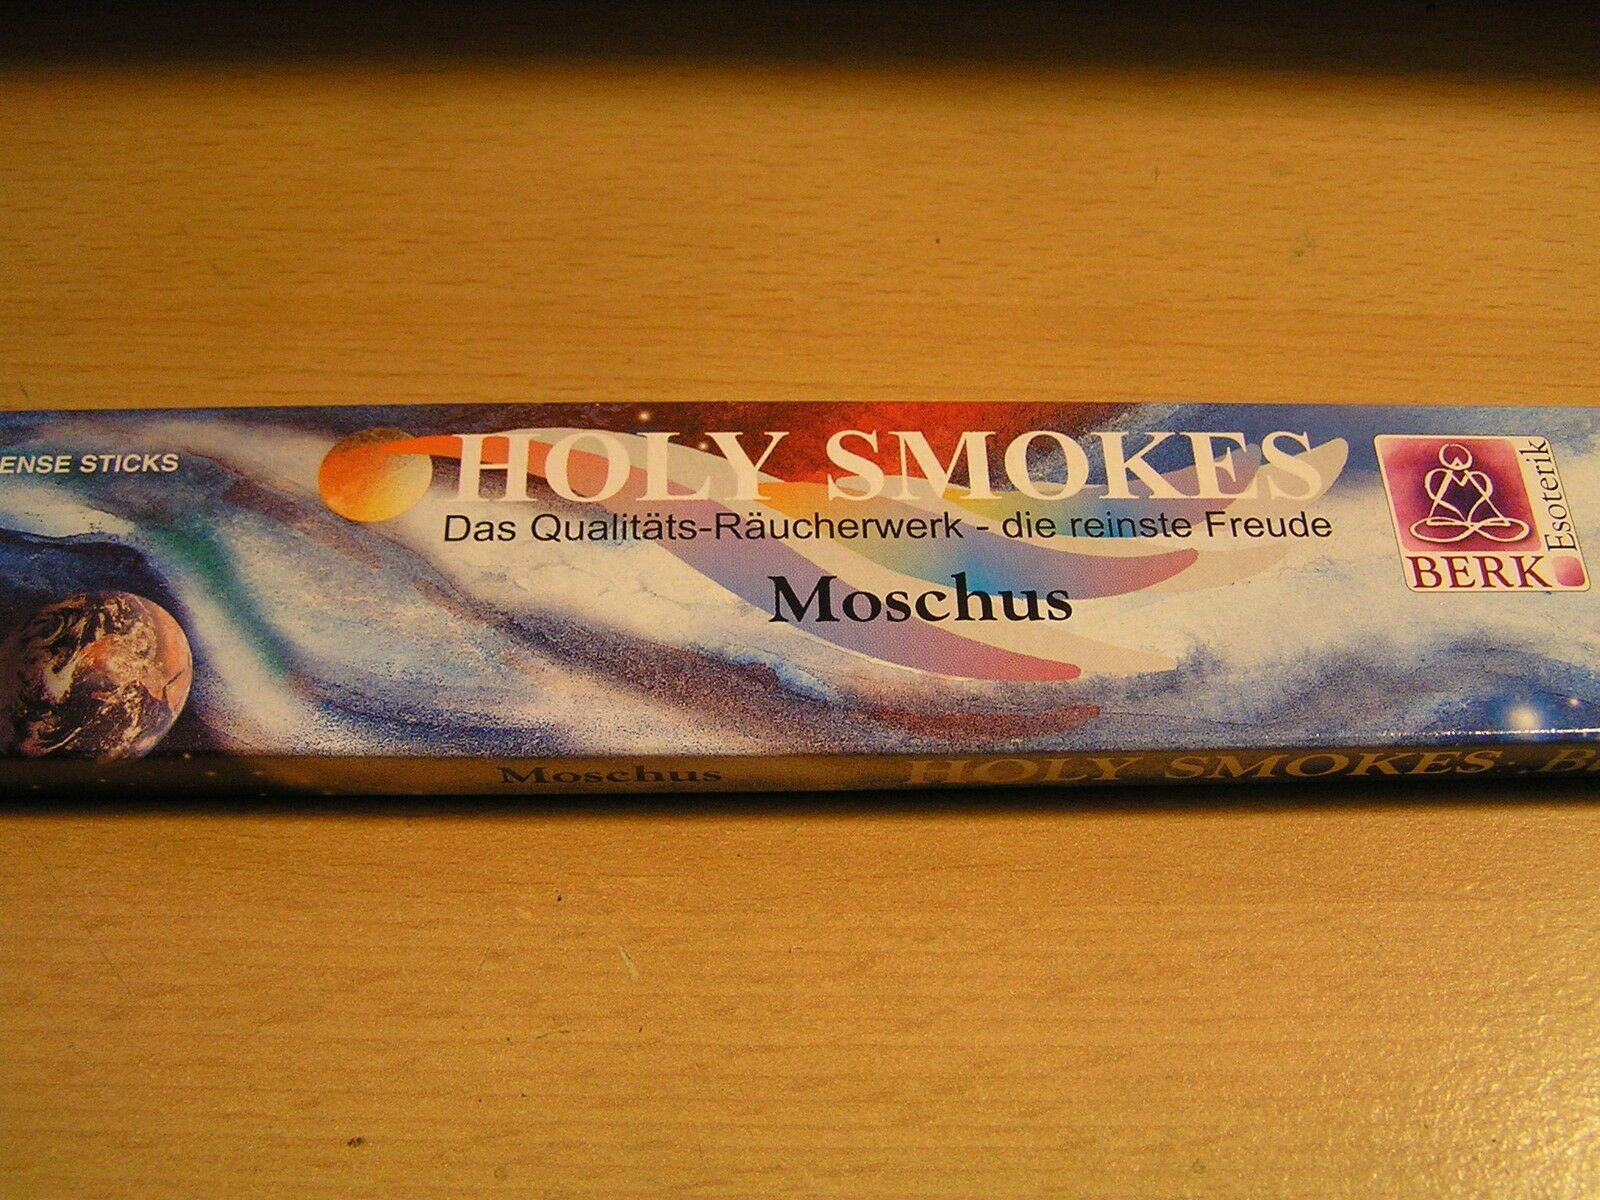 ENSE STICKS
HOLY SMOKES
Das Qualitäts-Räucherwerk - die reinste Freude
Moschus
BERK
Esoterik
Moschus
HOLY SMOKES